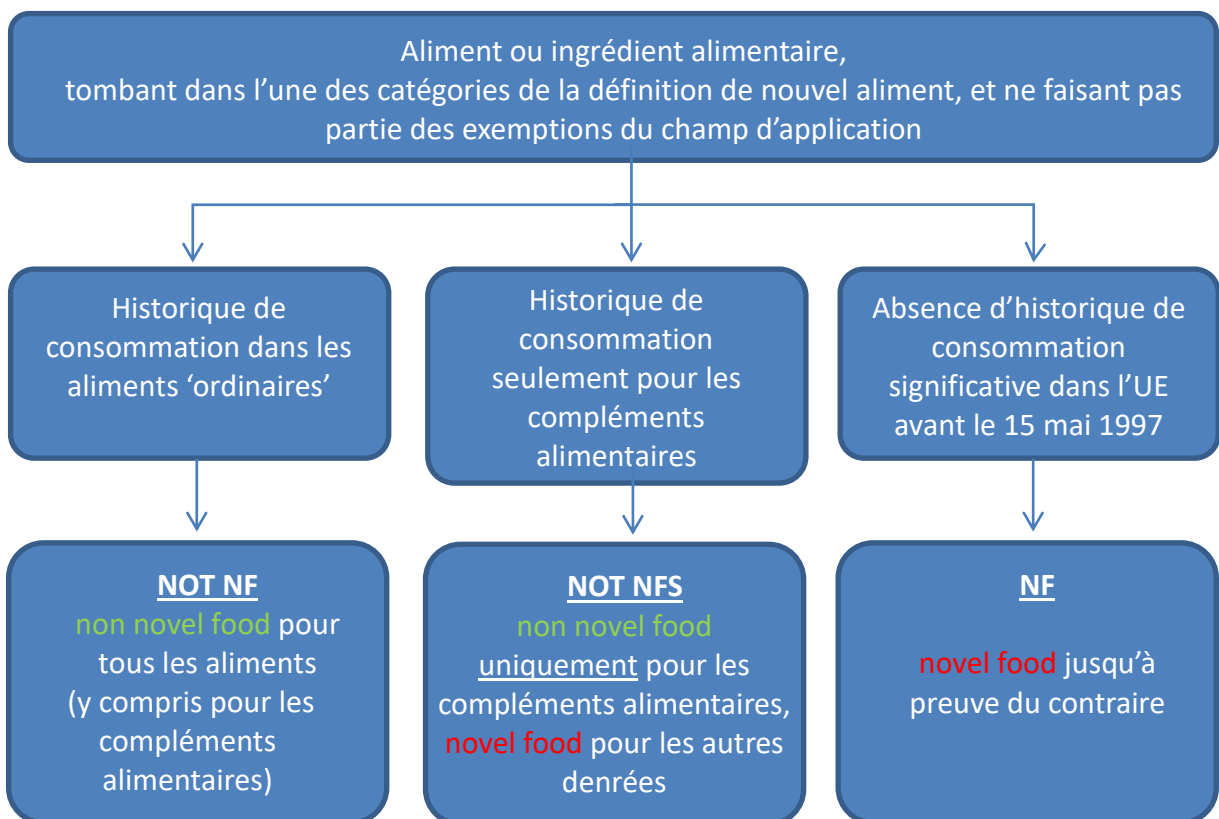 Aliment ou ingrédient alimentaire,
tombant dans l’une des catégories de la définition de nouvel aliment, et ne faisant pas
partie des exemptions du champ d’application
Historique de
consommation dans les
aliments ‘ordinaires’
Historique de
consommation
seulement pour les
compléments
alimentaires
Absence d’historique de
consommation
significative dans l’UE
avant le 15 mai 1997
NOT NF
non novel food pour
tous les aliments
(y compris pour les
compléments
alimentaires)
NOT NFS
non novel food
uniquement pour les
compléments alimentaires,
novel food pour les autres
denrées
NF
novel food jusqu’à
preuve du contraire